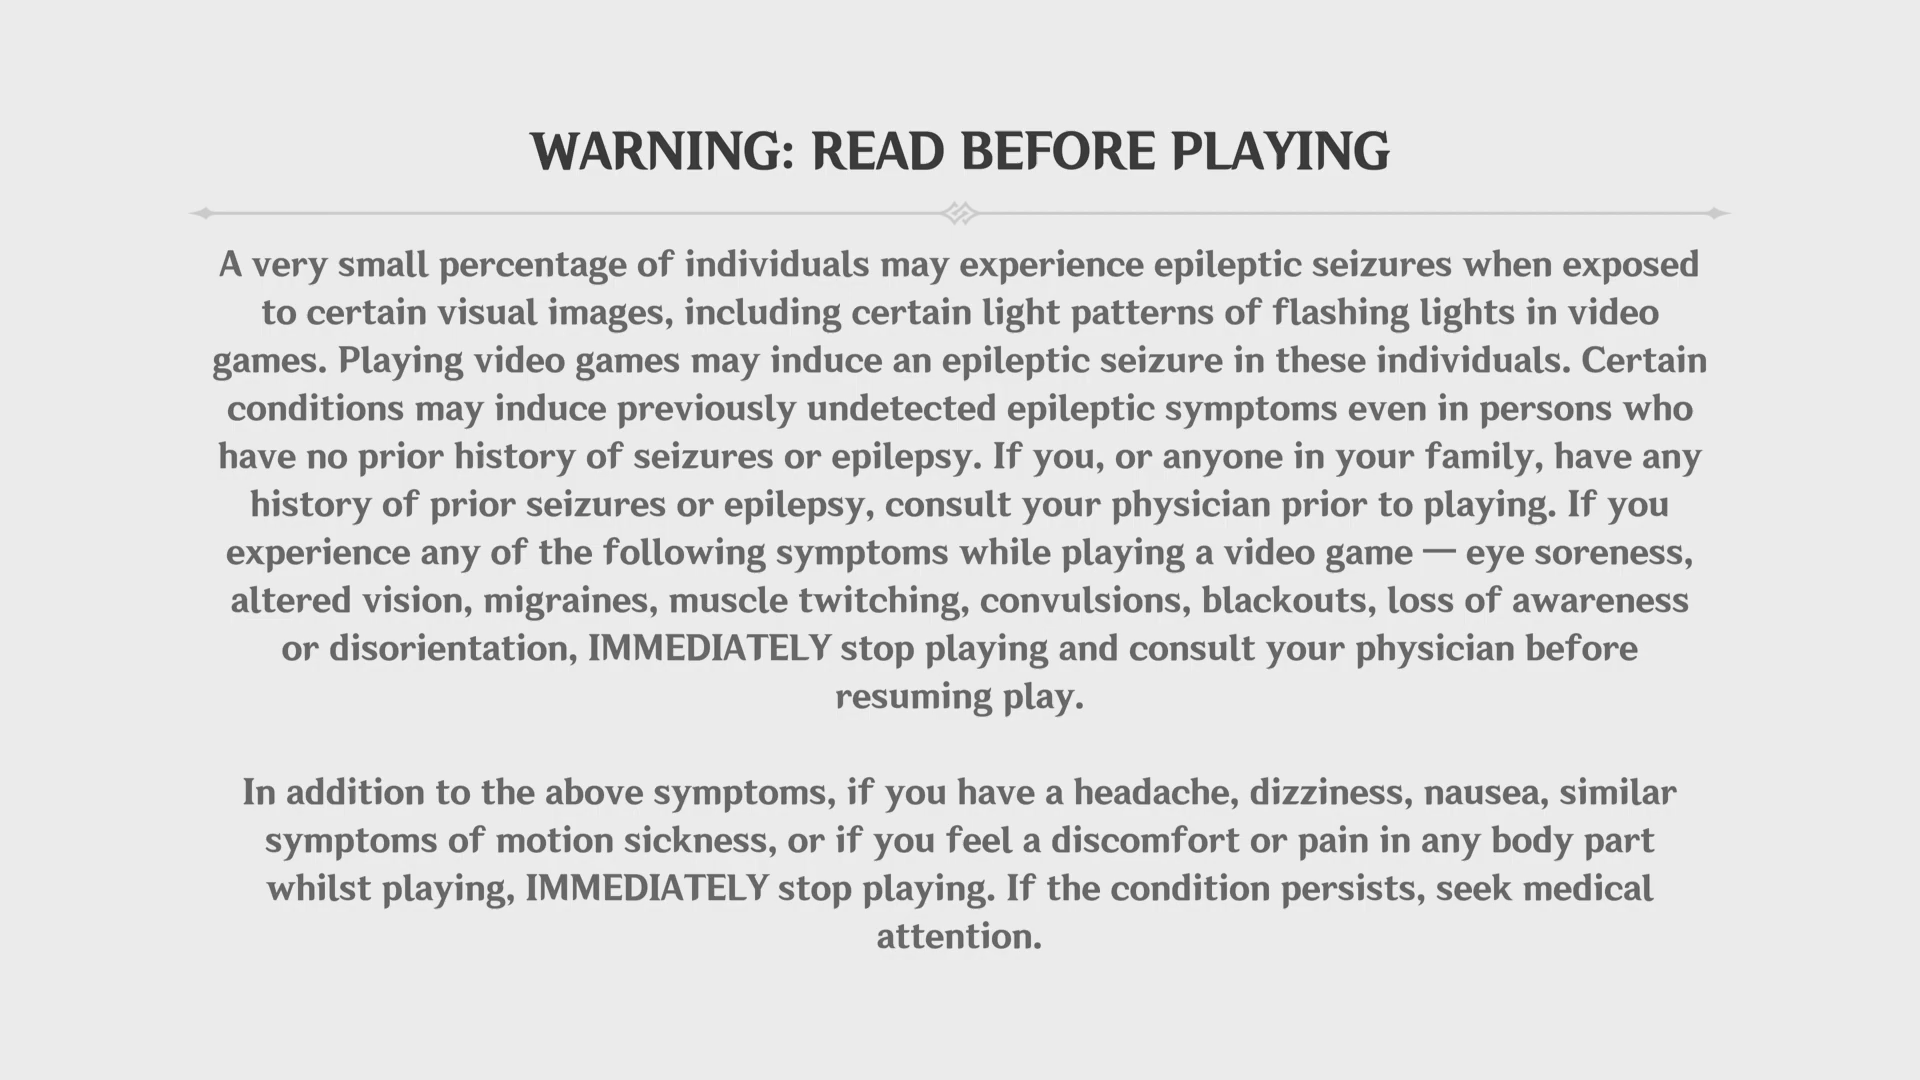 WARNING: READ BEFORE PLAYING
A very small percentage of individuals may experience epileptic seizures when exposed
to certain visual images, including certain light patterns of flashing lights in video
games. Playing video games may induce an epileptic seizure in these individuals. Certain
conditions may induce previously undetected epileptic symptoms even in persons who
have no prior history of seizures or epilepsy. If you, or anyone in your family, have any
history of prior seizures or epilepsy, consult your physician prior to playing. If you
experience any of the following symptoms while playing a video game — eye soreness,
altered vision, migraines, muscle twitching, convulsions, blackouts, loss of awareness
or disorientation, IMMEDIATELY stop playing and consult your physician before
resuming play.
In addition to the above symptoms, if you have a headache, dizziness, nausea, similar
symptoms of motion sickness, or if you feel a discomfort or pain in any body part
whilst playing, IMMEDIATELY stop playing. If the condition persists, seek medical
attention.